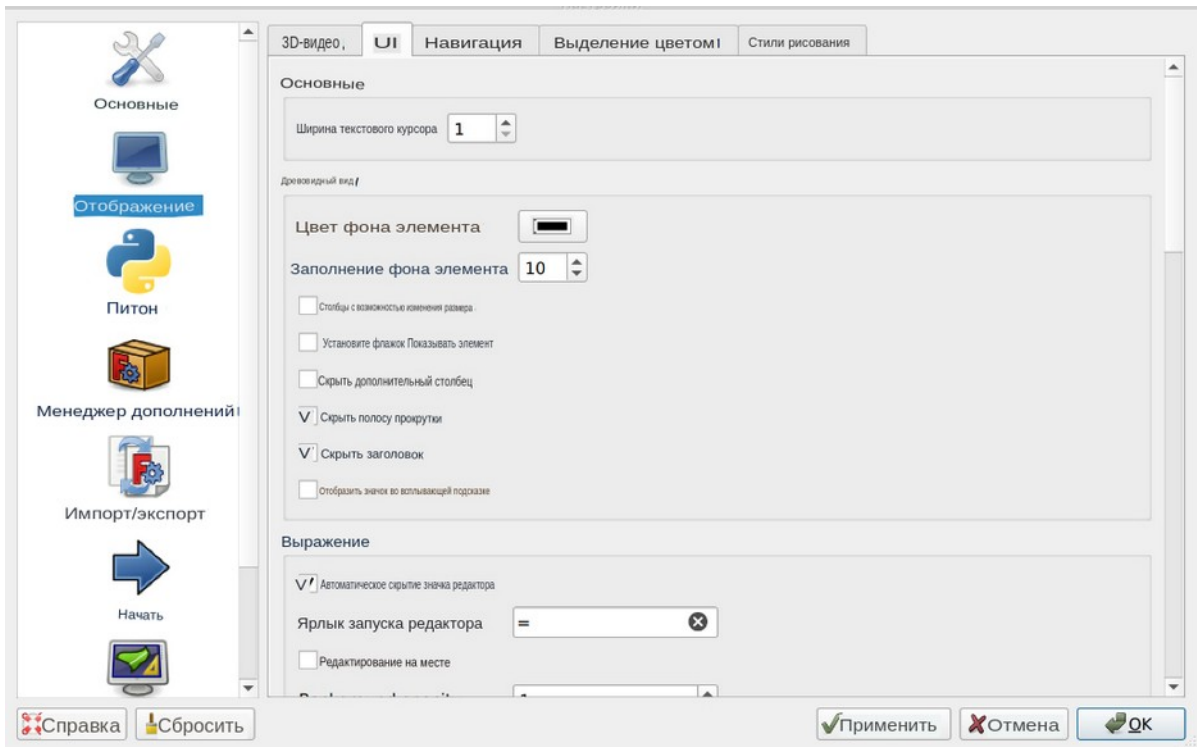 3D-видео,
UI
Навигация
Выделение цветом
Стили рисования
Основные
Отображение
Питон
Менеджер дополнений
Импорт/экспорт
Начать
Основные
Ширина текстового курсора 1
Древовидный вид
Цвет фона элемента
Заполнение фона элемента 10
Столбцы с возможностью изменения размера
Установите флажок Показывать элемент
Скрыть дополнительный столбец
V Скрыть полосу прокрутки
V Скрыть заголовок
Отобразить значок во всплывающей подсказке
Выражение
V Автоматическое скрытие значка редактора
Ярлык запуска редактора =
Редактирование на месте
Справка
Сбросить
Применить
Отмена
OK